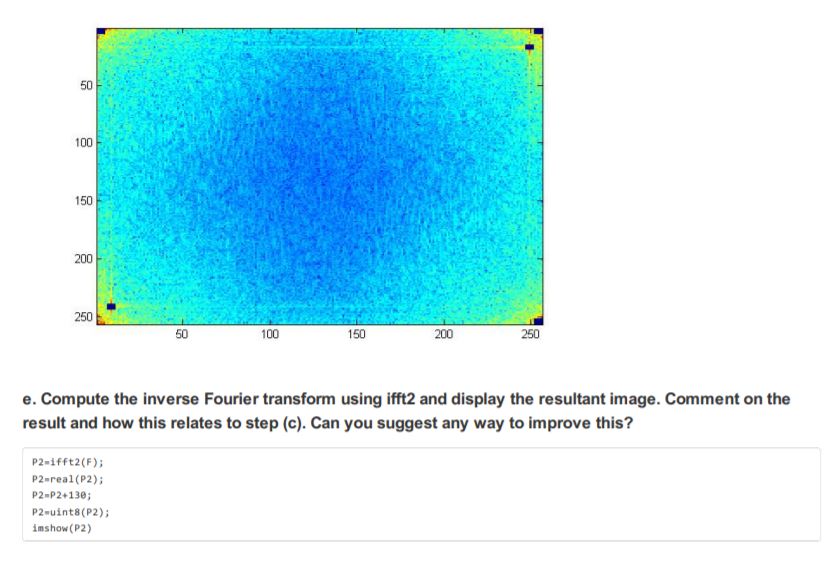 50
100
150
200
250
50 100 150 200 250
e. Compute the inverse Fourier transform using ifft2 and display the resultant image. Comment on the
result and how this relates to step (c). Can you suggest any way to improve this?
P2=ifft2(F);
P2=real(P2);
P2=P2+130;
P2=uint8(P2);
imshow(P2)